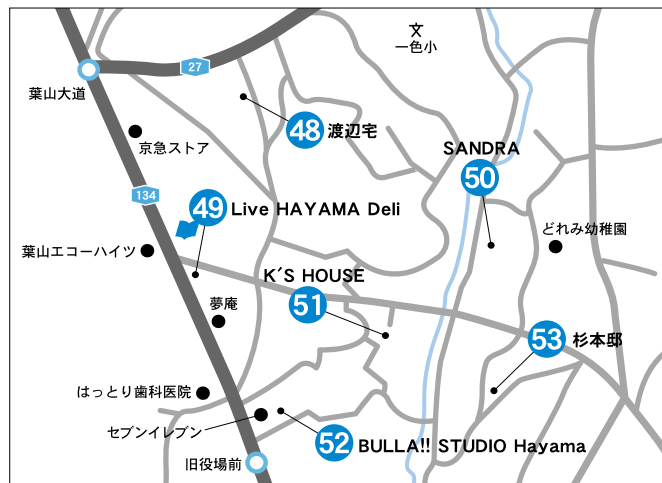 文
一色小
27
葉山大道
48 渡辺宅
京急ストア
SANDRA
50
134
49 Live HAYAMA Deli
どれみ幼稚園
葉山エコーハイツ
K'S HOUSE
51
夢庵
53 杉本邸
はっとり歯科医院
セブンイレブン
52 BULLA!! STUDIO Hayama
旧役場前